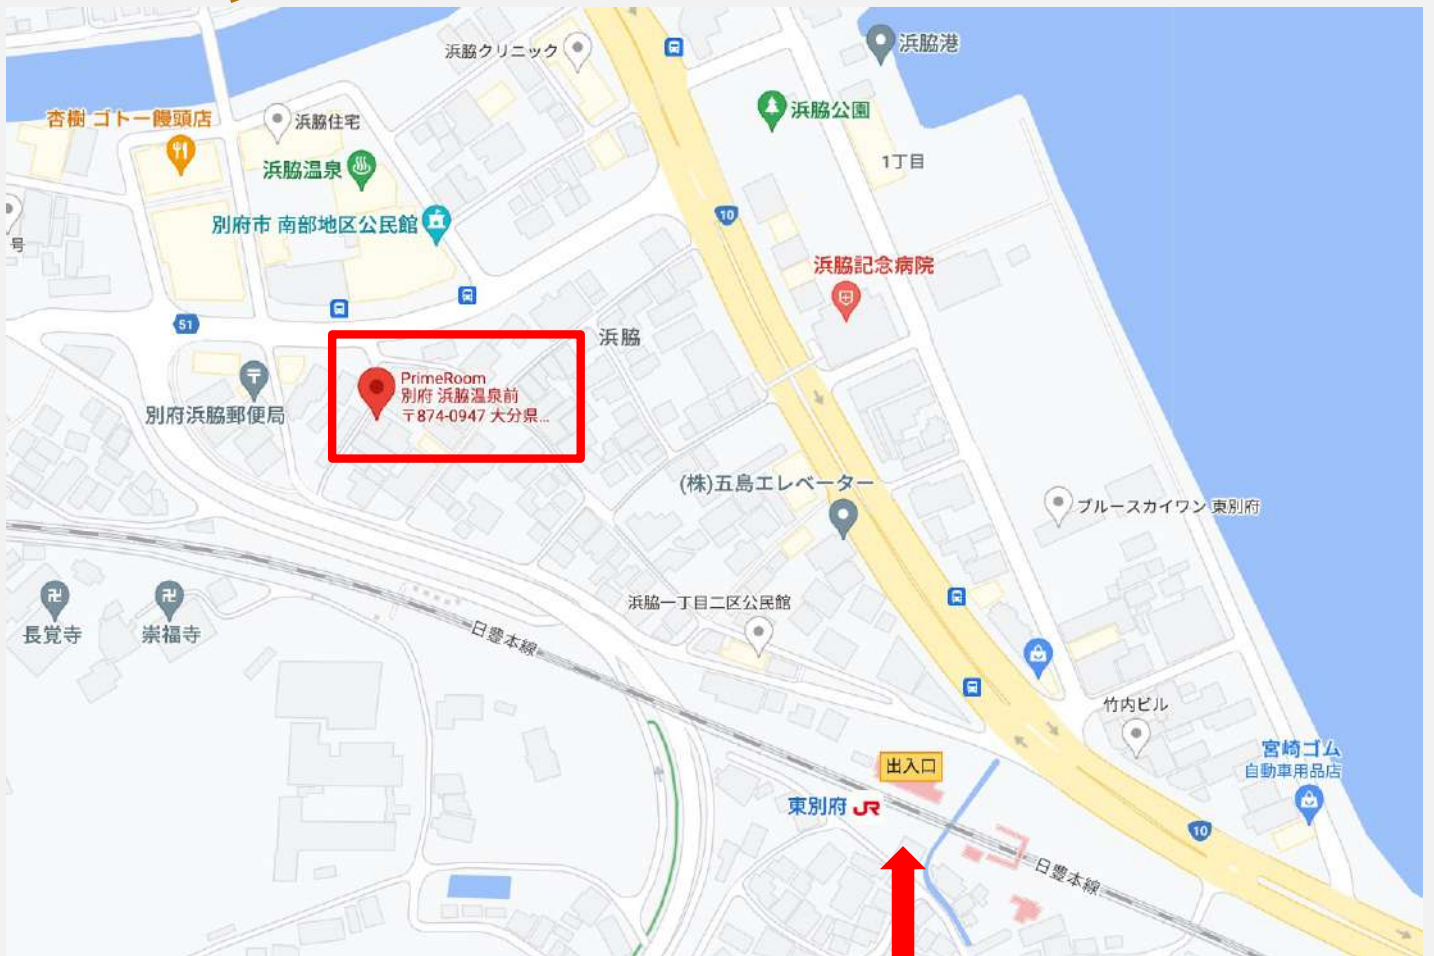 浜脇クリニック
浜脇港
杏樹 ゴトー饅頭店
浜脇住宅
浜脇公園
浜脇温泉
1丁目
別府市 南部地区公民館
10
号
浜脇記念病院
51
浜脇
PrimeRoom
別府 浜脇温泉前
〒874-0947 大分県...
別府浜脇郵便局
(株)五島エレベーター
ブルースカイワン 東別府
浜脇一丁目二区公民館
長覚寺
崇福寺
日豊本線
竹内ビル
宮崎ゴム
自動車用品店
出入口
東別府 JR
10
日豊本線